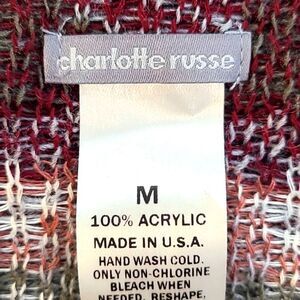 charlotte russe
M
100% ACRYLIC
MADE IN U.S.A.
HAND WASH COLD.
ONLY NON-CHLORINE
BLEACH WHEN
NEEDED. RESHAPE,